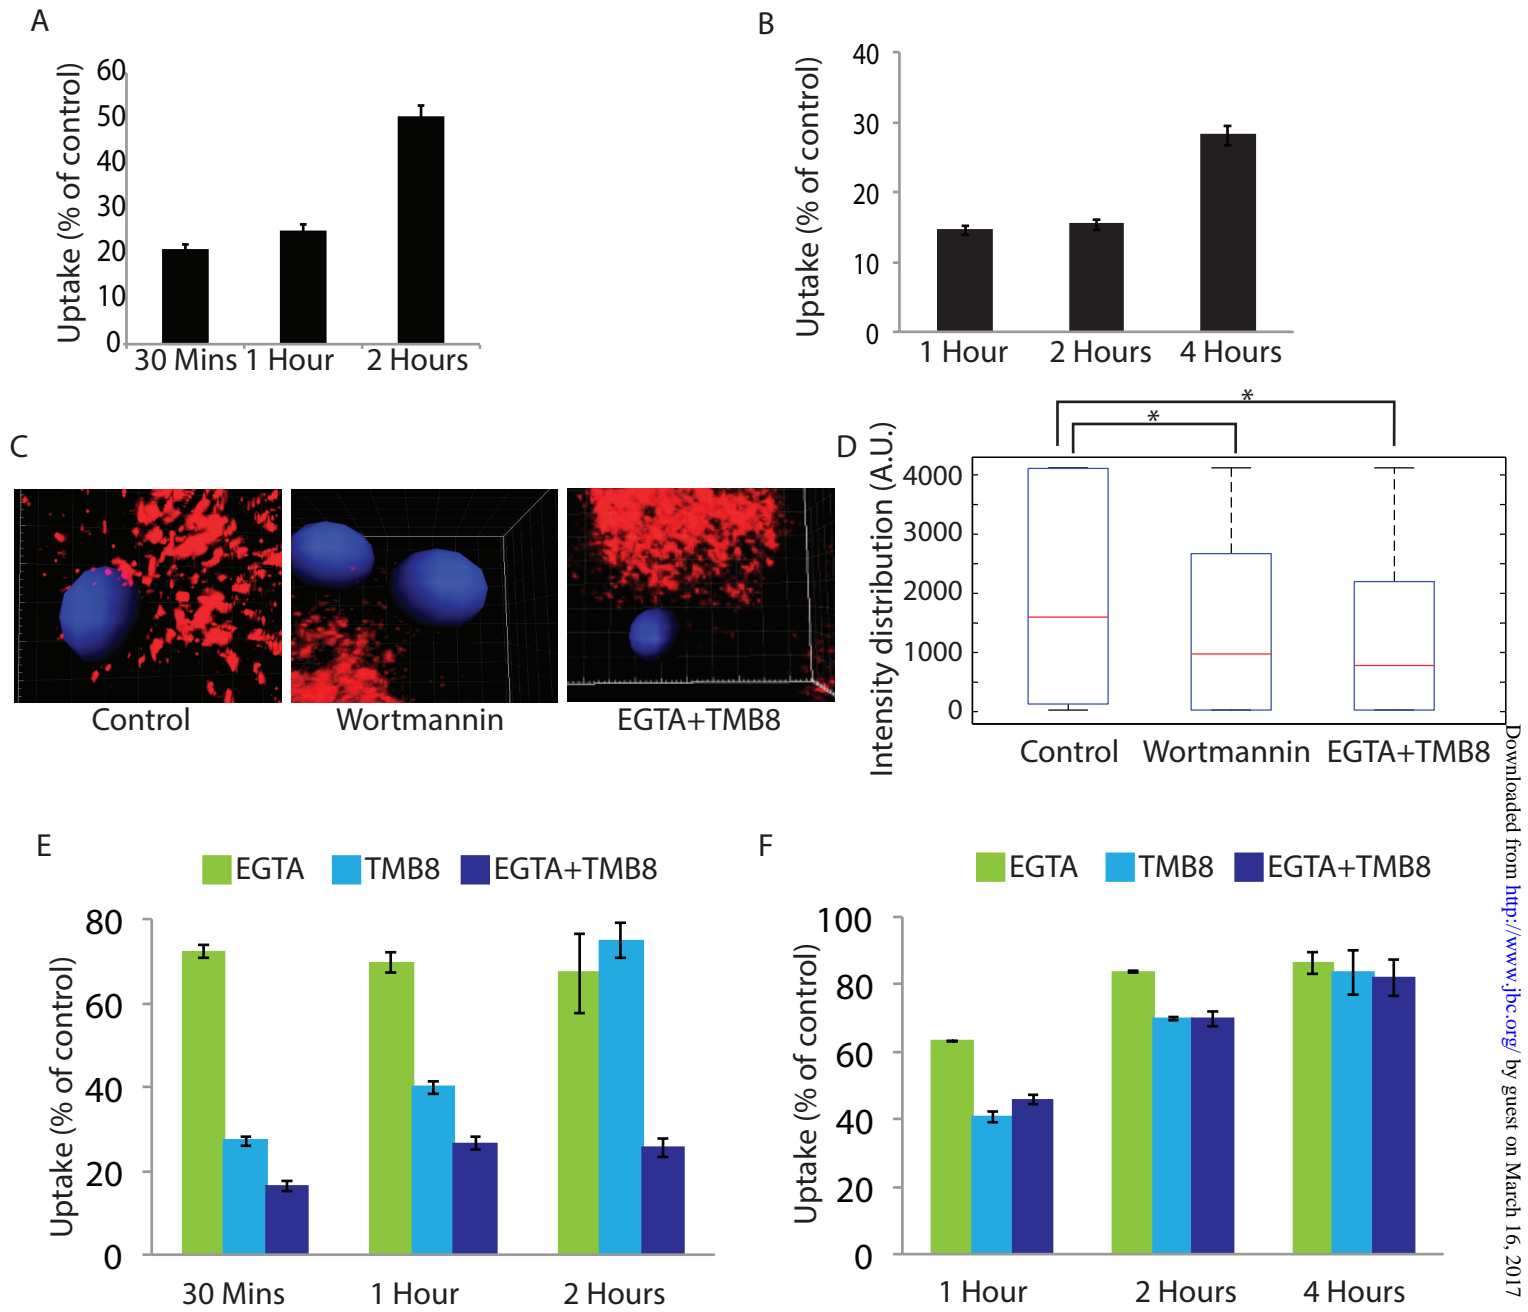 A
Uptake (% of control)
60
50
40
30
20
10
0
30 Mins 1 Hour 2 Hours
B
Uptake (% of control)
40
30
20
10
0
1 Hour 2 Hours 4 Hours
C
Control Wortmannin EGTA+TMB8
D
Intensity distribution (A.U.)
* *
4000
3000
2000
1000
0
Control Wortmannin EGTA+TMB8
E
EGTA TMB8 EGTA+TMB8
Uptake (% of control)
80
60
40
20
0
30 Mins 1 Hour 2 Hours
F
EGTA TMB8 EGTA+TMB8
Uptake (% of control)
100
80
60
40
20
0
1 Hour 2 Hours 4 Hours
Downloaded from http://www.jbc.org/ by guest on March 16, 2017